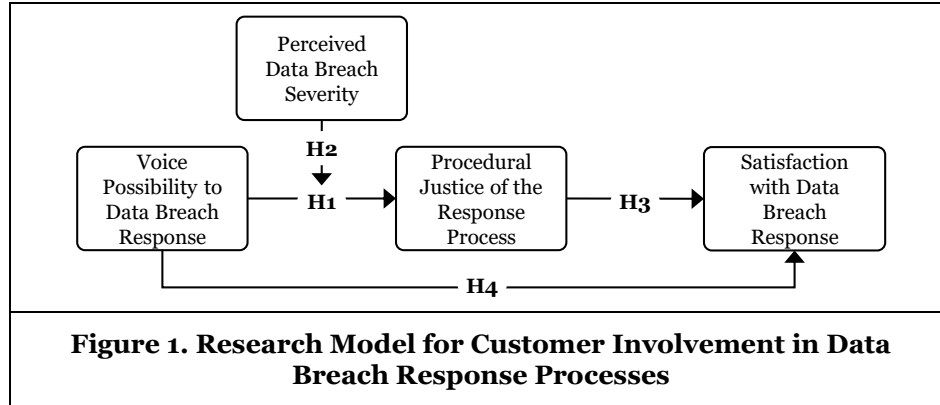 Perceived
Data Breach
Severity
H2
Voice
Possibility to
Data Breach
Response
H1
Procedural
Justice of the
Response
Process
H3
Satisfaction
with Data
Breach
Response
H4
Figure 1. Research Model for Customer Involvement in Data
Breach Response Processes